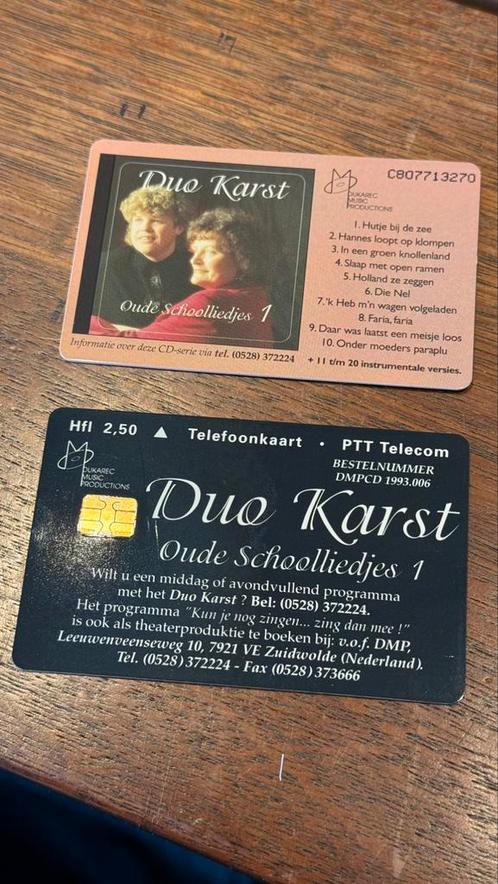 Duo Karst
Oude Schoolliedjes 1
Informatie over deze CD-serie via tel. (0528) 372224
C807713270
DUKAREC
MUSIC
PRODUCTIONS
1. Hutje bij de zee
2. Hannes loopt op klompen
3. In een groen knollenland
4. Slaap met open ramen
5. Holland ze zeggen
6. Die Nel
7. 'k Heb m'n wagen volgeladen
8. Faria, faria
9. Daar was laatst een meisje loos
10. Onder moeders paraplu
+ 11 t/m 20 instrumentale versies.
Hfl 2,50 ▲ Telefoonkaart • PTT Telecom
DUKAREC
MUSIC
PRODUCTIONS
BESTELNUMMER
DMPCD 1993.006
Duo Karst
Oude Schoolliedjes 1
Wilt u een middag of avondvullend programma
met het Duo Karst ? Bel: (0528) 372224.
Het programma "Kun je nog zingen... zing dan mee !"
is ook als theaterproduktie te boeken bij: v.o.f. DMP,
Leeuwenveenseweg 10, 7921 VE Zuidwolde (Nederland).
Tel. (0528) 372224 - Fax (0528) 373666